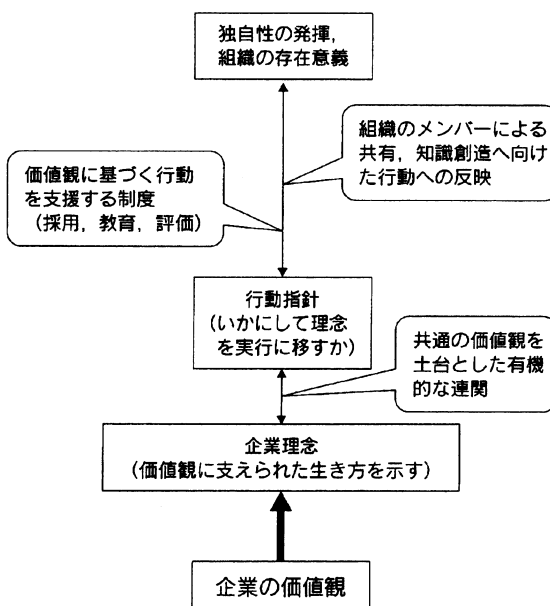 独自性の発揮，
組織の存在意義
組織のメンバーによる
共有，知識創造へ向け
た行動への反映
価値観に基づく行動
を支援する制度
（採用，教育，評価）
行動指針
（いかにして理念
を実行に移すか）
共通の価値観を
土台とした有機
的な連関
企業理念
（価値観に支えられた生き方を示す）
企業の価値観